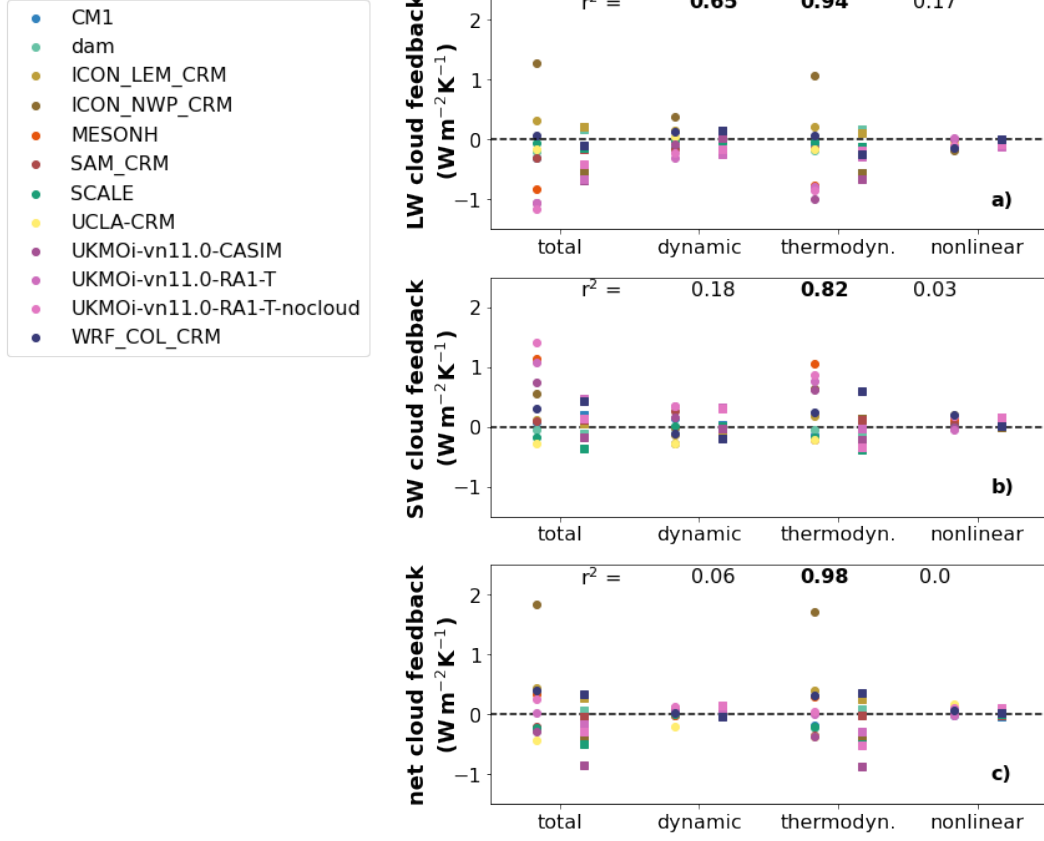 CM1
dam
ICON_LEM_CRM
ICON_NWP_CRM
MESONH
SAM_CRM
SCALE
UCLA-CRM
UKMOi-vn11.0-CASIM
UKMOi-vn11.0-RA1-T
UKMOi-vn11.0-RA1-T-nocloud
WRF_COL_CRM
LW cloud feedback
(W m⁻²K⁻¹)
r² = 0.65 0.94 0.17
2
1
0
−1
a)
total dynamic thermodyn. nonlinear
SW cloud feedback
(W m⁻²K⁻¹)
r² = 0.18 0.82 0.03
2
1
0
−1
b)
total dynamic thermodyn. nonlinear
net cloud feedback
(W m⁻²K⁻¹)
r² = 0.06 0.98 0.0
2
1
0
−1
c)
total dynamic thermodyn. nonlinear